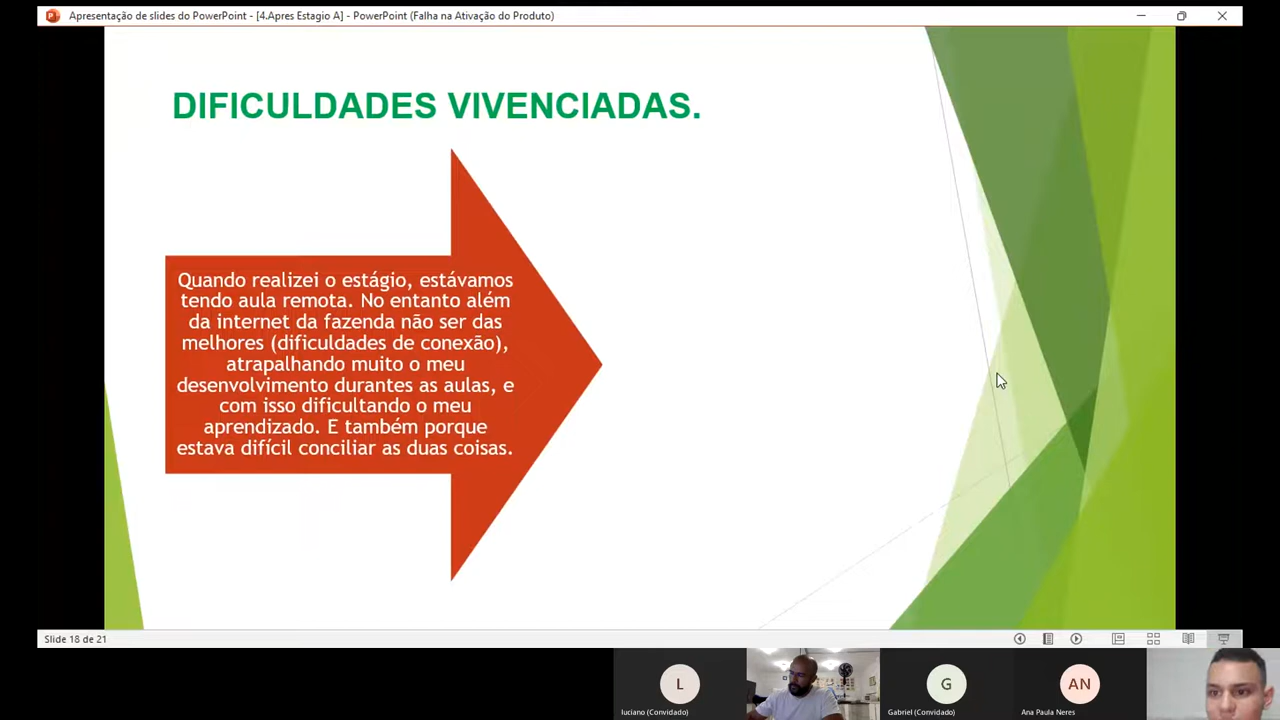 Apresentação de slides do PowerPoint - [4.Apres Estagio A] - PowerPoint (Falha na Ativação do Produto)
DIFICULDADES VIVENCIADAS.
Quando realizei o estágio, estávamos
tendo aula remota. No entanto além
da internet da fazenda não ser das
melhores (dificuldades de conexão),
atrapalhando muito o meu
desenvolvimento durantes as aulas, e
com isso dificultando o meu
aprendizado. E também porque
estava difícil conciliar as duas coisas.
Slide 18 de 21
L
G
AN
luciano (Convidado)
Gabriel (Convidado)
Ana Paula Neres